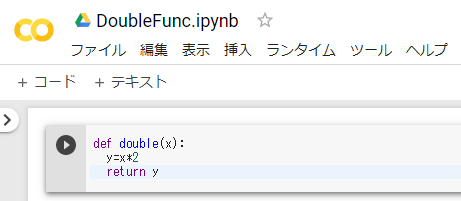 DoubleFunc.ipynb
ファイル 編集 表示 挿入 ランタイム ツール ヘルプ
+ コード + テキスト
def double(x):
  y=x*2
  return y